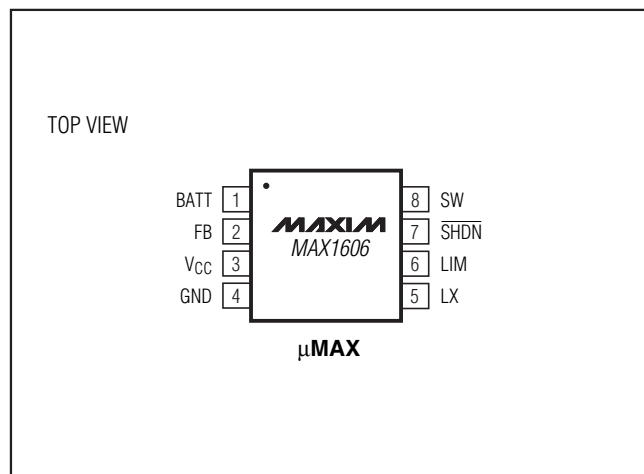 TOP VIEW
BATT 1 8 SW
MAXIM
FB 2 7 SHDN
MAX1606
VCC 3 6 LIM
GND 4 5 LX
µMAX